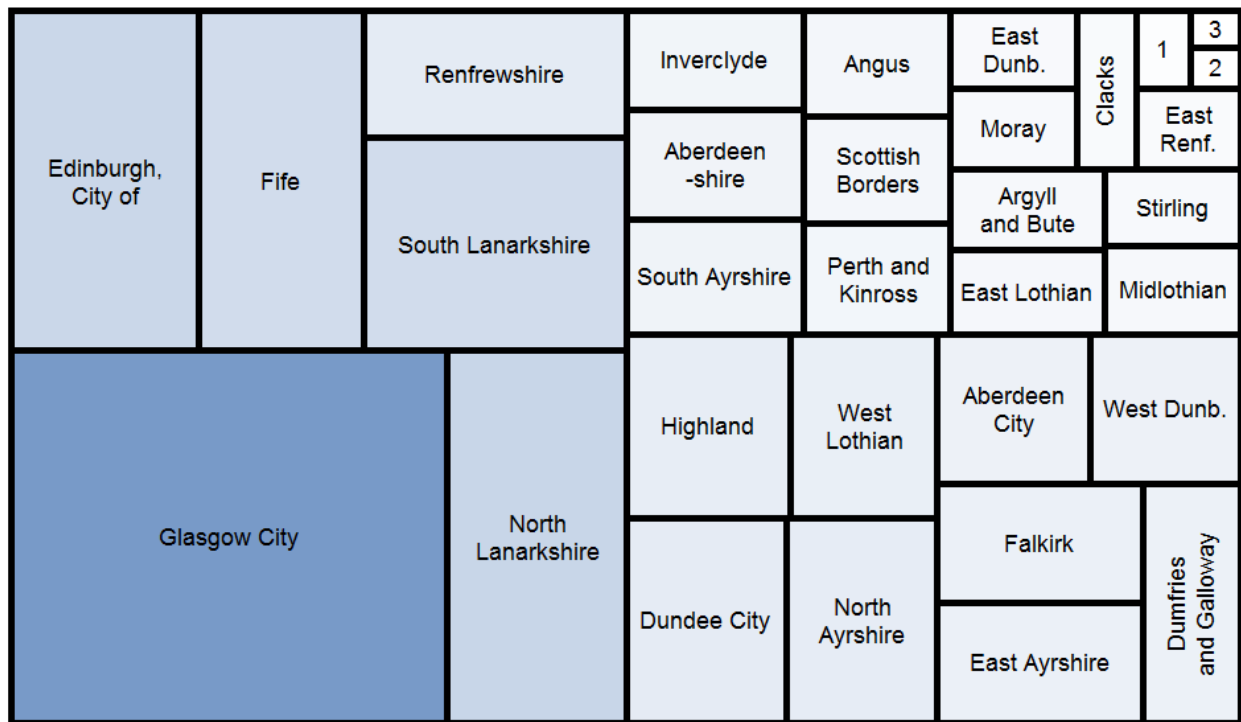 Edinburgh,
City of
Fife
Renfrewshire
South Lanarkshire
Glasgow City
North
Lanarkshire
Inverclyde
Aberdeen
-shire
South Ayrshire
Angus
Scottish
Borders
Perth and
Kinross
East
Dunb.
Moray
Clacks
1
3
2
East
Renf.
Argyll
and Bute
Stirling
East Lothian
Midlothian
Highland
West
Lothian
Aberdeen
City
West Dunb.
Dundee City
North
Ayrshire
Falkirk
East Ayrshire
Dumfries
and Galloway